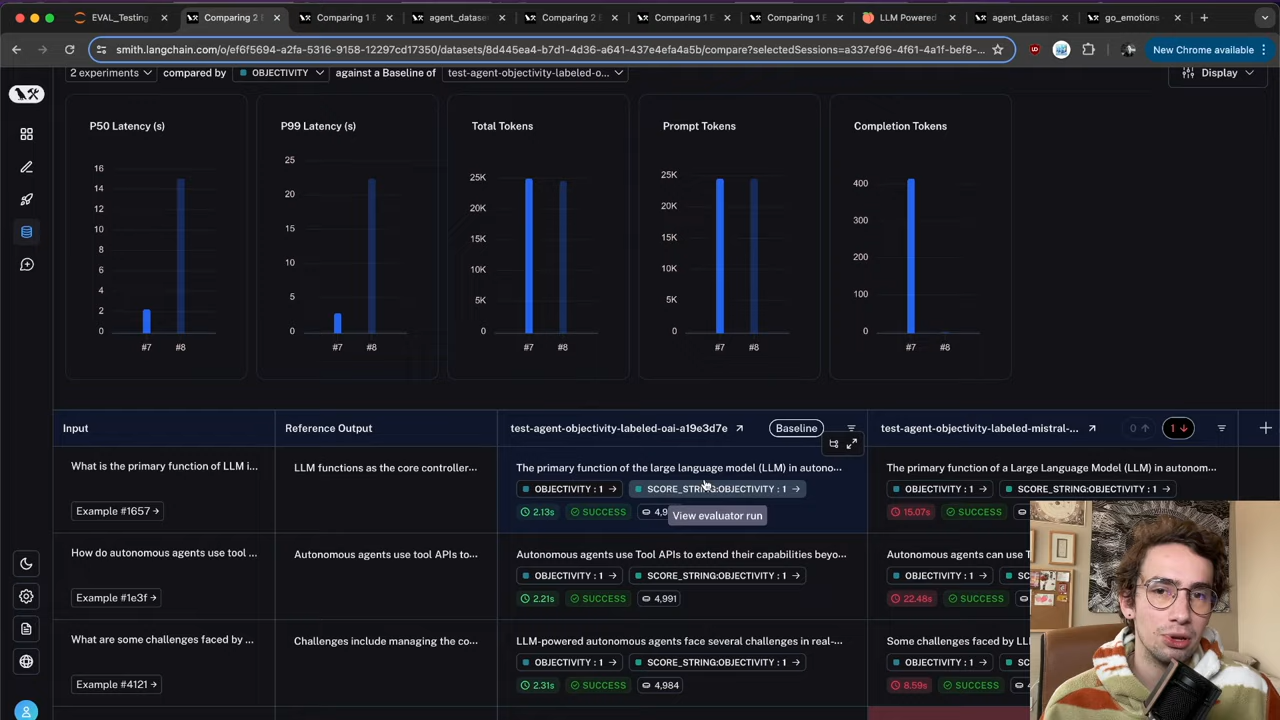 EVAL_Testing.
Comparing 2 E
Comparing 1 E
agent_dataset
Comparing 2 E
Comparing 1 E
Comparing 1 E
LLM Powered
agent_dataset
go_emotions
smith.langchain.com/o/ef6f5694-a2fa-5316-9158-12297cd17350/datasets/8d445ea4-b7d1-4d36-a641-437e4efa4a5b/compare?selectedSessions=a337ef96-4f61-4a1f-bef8-...
New Chrome available
2 experiments compared by OBJECTIVITY against a Baseline of test-agent-objectivity-labeled-o... Display
P50 Latency (s)
16
14
12
10
8
6
4
2
0
#7 #8
P99 Latency (s)
25
20
15
10
5
0
#7 #8
Total Tokens
25K
20K
15K
10K
5K
0
#7 #8
Prompt Tokens
25K
20K
15K
10K
5K
0
#7 #8
Completion Tokens
400
300
200
100
0
#7 #8
Input Reference Output test-agent-objectivity-labeled-oai-a19e3d7e Baseline test-agent-objectivity-labeled-mistral-... 0 1
What is the primary function of LLM i... LLM functions as the core controller... The primary function of the large language model (LLM) in autono... The primary function of a Large Language Model (LLM) in autonom...
OBJECTIVITY : 1 SCORE_STRING:OBJECTIVITY : 1 OBJECTIVITY : 1 SCORE_STRING:OBJECTIVITY : 1
Example #1657 2.13s SUCCESS 4,9 View evaluator run 15.07s SUCCESS
How do autonomous agents use tool ... Autonomous agents use tool APIs to... Autonomous agents use Tool APIs to extend their capabilities beyo... Autonomous agents can use T
OBJECTIVITY : 1 SCORE_STRING:OBJECTIVITY : 1 OBJECTIVITY : 1
Example #1e3f 2.21s SUCCESS 4,991 22.48s SUCCESS
What are some challenges faced by ... Challenges include managing the co... LLM-powered autonomous agents face several challenges in real-... Some challenges faced by LL
OBJECTIVITY : 1 SCORE_STRING:OBJECTIVITY : 1 OBJECTIVITY : 1
Example #4121 2.31s SUCCESS 4,984 8.59s SUCCESS